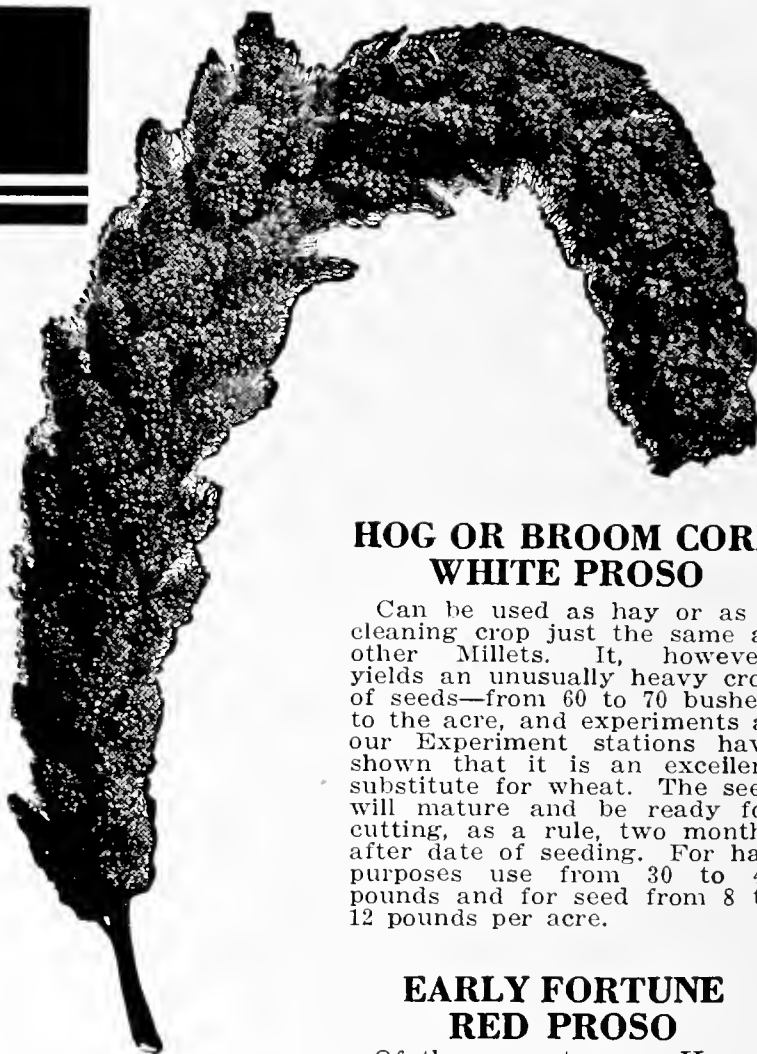 HOG OR BROOM COR
WHITE PROSO
Can be used as hay or as
cleaning crop just the same a
other Millets. It, howeve
yields an unusually heavy cro
of seeds—from 60 to 70 bushe
to the acre, and experiments a
our Experiment stations hav
shown that it is an excellen
substitute for wheat. The see
will mature and be ready fo
cutting, as a rule, two month
after date of seeding. For ha
purposes use from 30 to 4
pounds and for seed from 8 t
12 pounds per acre.
EARLY FORTUNE
RED PROSO
Of the